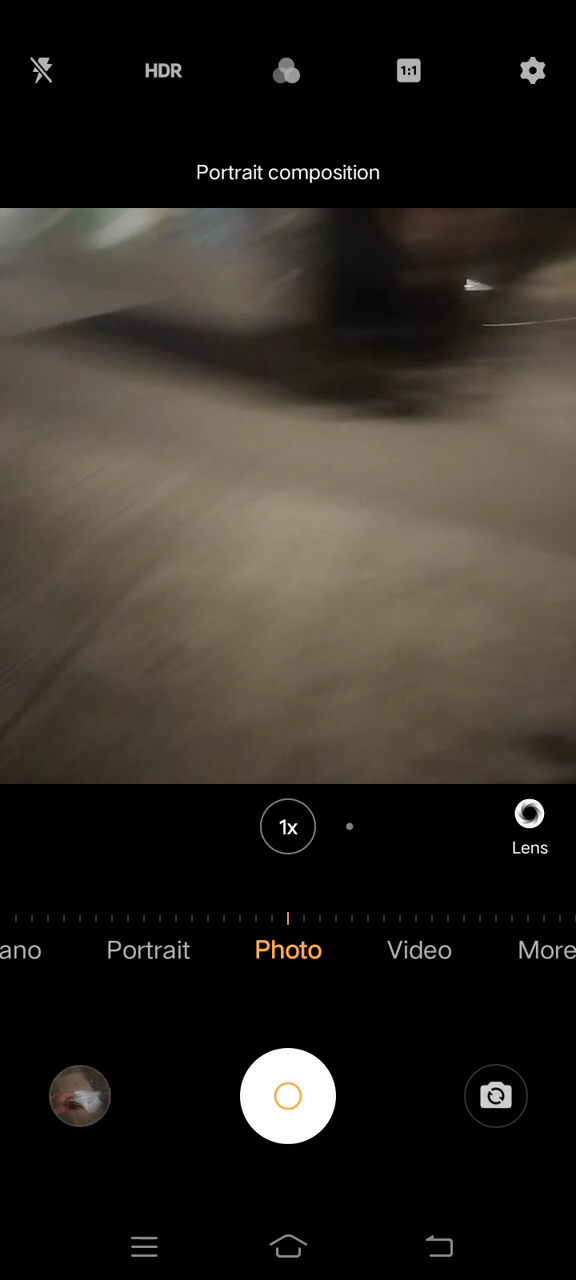 HDR
1:1
Portrait composition
1x
Lens
ano Portrait Photo Video More